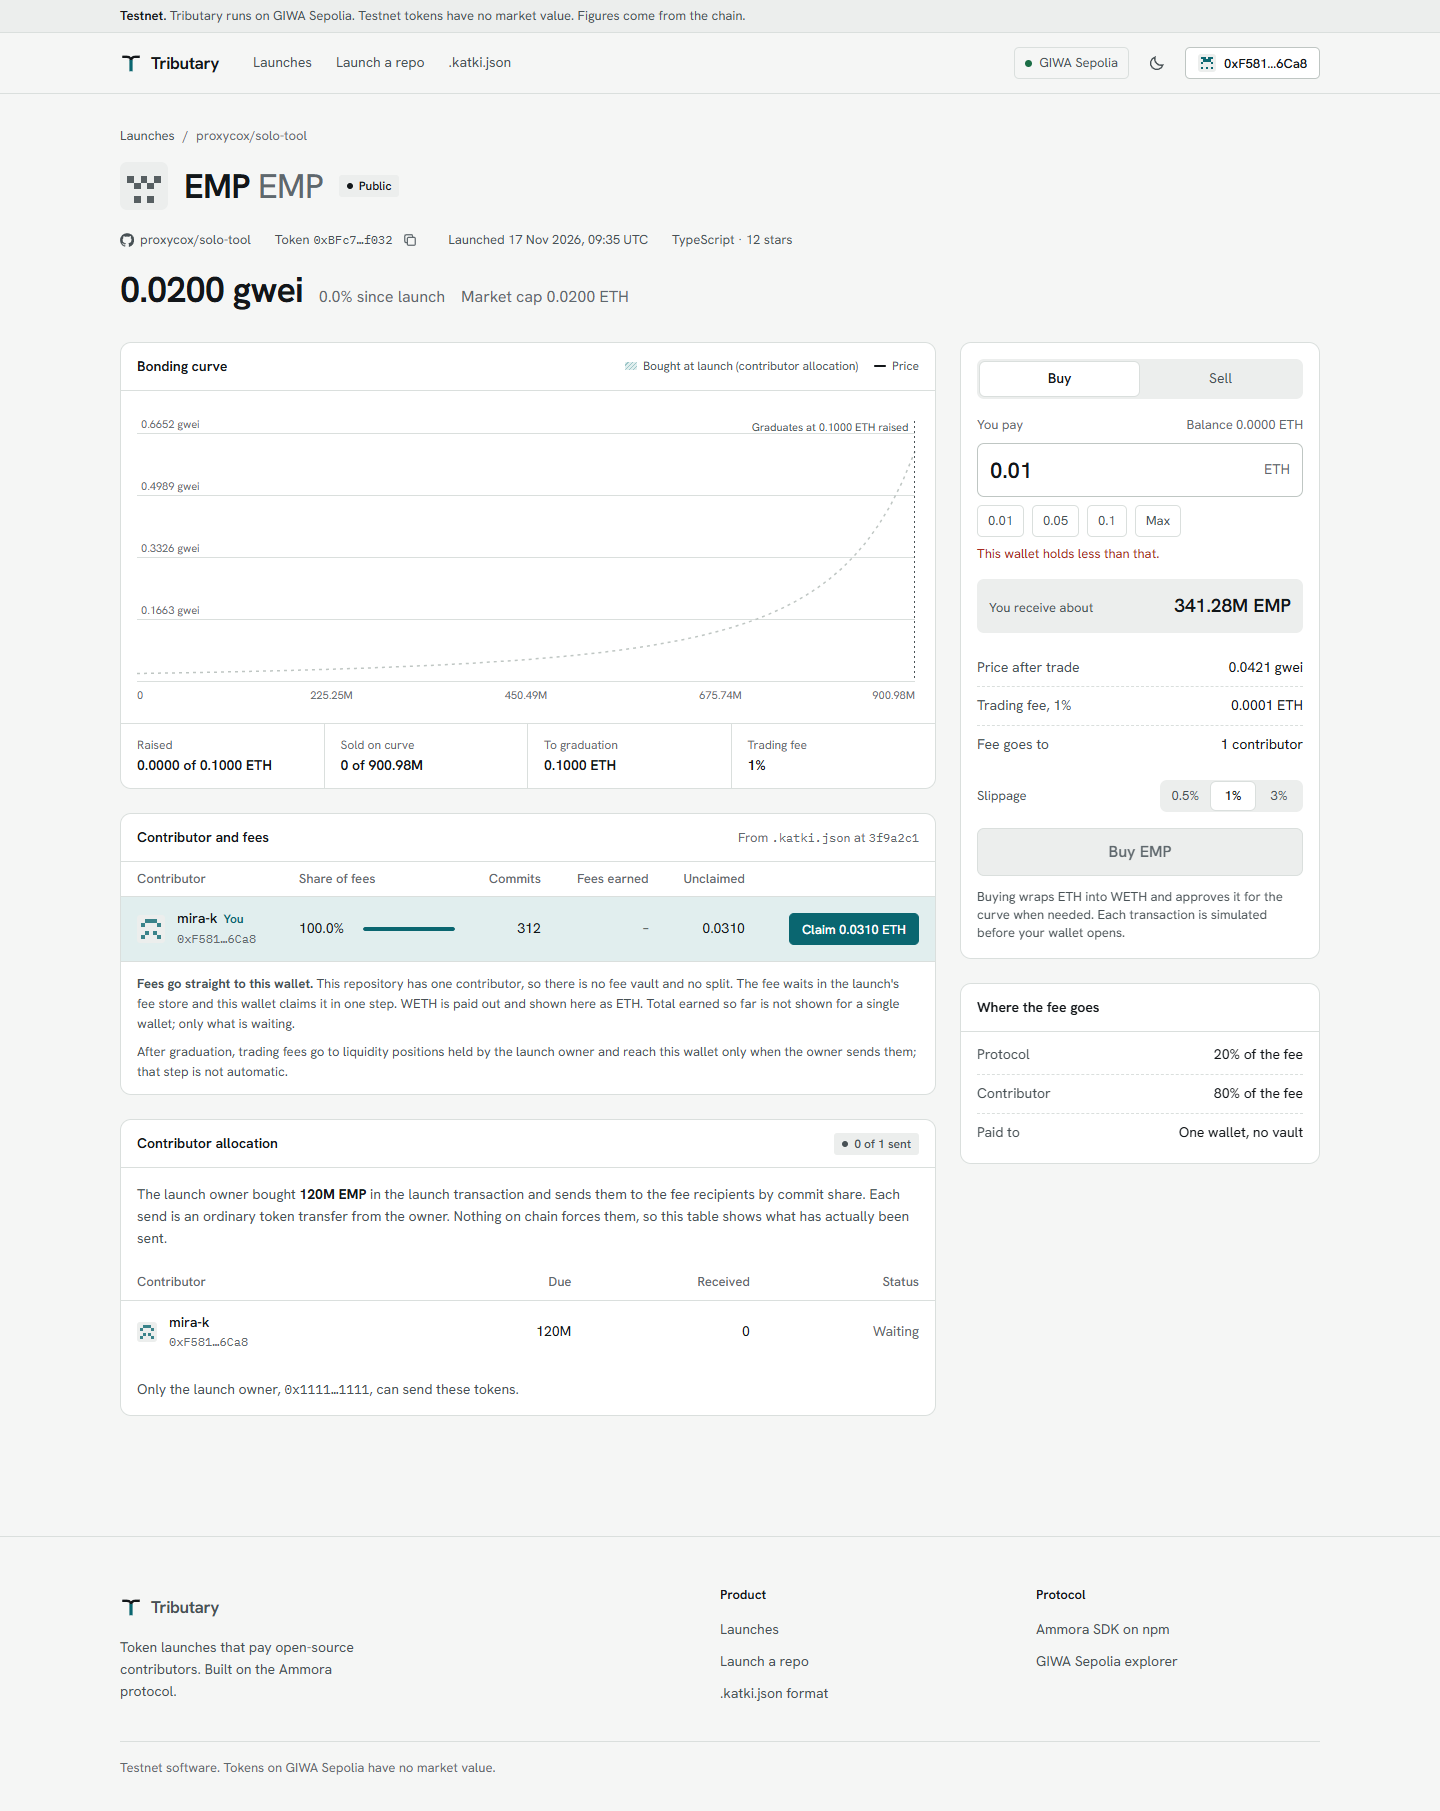 Testnet. Tributary runs on GIWA Sepolia. Testnet tokens have no market value. Figures come from the chain.
Tributary
Launches
Launch a repo
.katki.json
GIWA Sepolia
0xF581…6Ca8
Launches / proxycox/solo-tool
EMP EMP
Public
proxycox/solo-tool
Token 0xBFc7…f032
Launched 17 Nov 2026, 09:35 UTC
TypeScript · 12 stars
0.0200 gwei
0.0% since launch
Market cap 0.0200 ETH
Bonding curve
Bought at launch (contributor allocation)
Price
0.6652 gwei
Graduates at 0.1000 ETH raised
0.4989 gwei
0.3326 gwei
0.1663 gwei
0
225.25M
450.49M
675.74M
900.98M
Raised
0.0000 of 0.1000 ETH
Sold on curve
0 of 900.98M
To graduation
0.1000 ETH
Trading fee
1%
Contributor and fees
From .katki.json at 3f9a2c1
Contributor
Share of fees
Commits
Fees earned
Unclaimed
mira-k You
0xF581…6Ca8
100.0%
312
–
0.0310
Claim 0.0310 ETH
Fees go straight to this wallet. This repository has one contributor, so there is no fee vault and no split. The fee waits in the launch's
fee store and this wallet claims it in one step. WETH is paid out and shown here as ETH. Total earned so far is not shown for a single
wallet; only what is waiting.
After graduation, trading fees go to liquidity positions held by the launch owner and reach this wallet only when the owner sends them;
that step is not automatic.
Contributor allocation
0 of 1 sent
The launch owner bought 120M EMP in the launch transaction and sends them to the fee recipients by commit share. Each
send is an ordinary token transfer from the owner. Nothing on chain forces them, so this table shows what has actually been
sent.
Contributor
Due
Received
Status
mira-k
0xF581…6Ca8
120M
0
Waiting
Only the launch owner, 0x1111…1111, can send these tokens.
Buy
Sell
You pay
Balance 0.0000 ETH
0.01
ETH
0.01
0.05
0.1
Max
This wallet holds less than that.
You receive about
341.28M EMP
Price after trade
0.0421 gwei
Trading fee, 1%
0.0001 ETH
Fee goes to
1 contributor
Slippage
0.5%
1%
3%
Buy EMP
Buying wraps ETH into WETH and approves it for the
curve when needed. Each transaction is simulated
before your wallet opens.
Where the fee goes
Protocol
20% of the fee
Contributor
80% of the fee
Paid to
One wallet, no vault
Tributary
Token launches that pay open-source
contributors. Built on the Ammora
protocol.
Product
Launches
Launch a repo
.katki.json format
Protocol
Ammora SDK on npm
GIWA Sepolia explorer
Testnet software. Tokens on GIWA Sepolia have no market value.